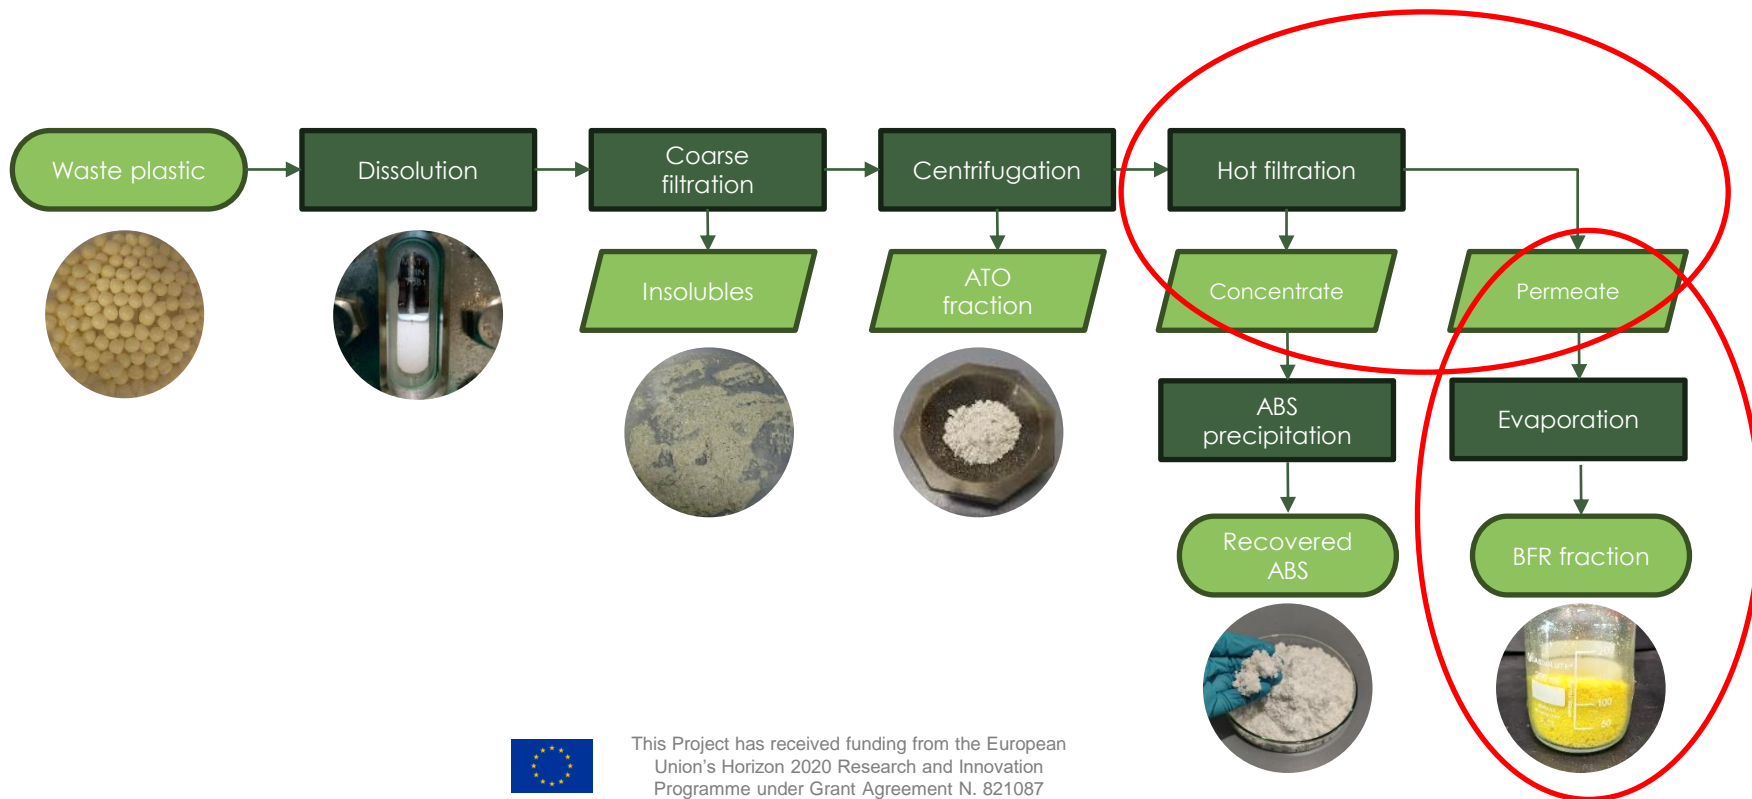 Waste plastic
Dissolution
Coarse
filtration
Centrifugation
Hot filtration
Insolubles
ATO
fraction
Concentrate
Permeate
ABS
precipitation
Evaporation
Recovered
ABS
BFR fraction
100
50
This Project has received funding from the European
Union's Horizon 2020 Research and Innovation
Programme under Grant Agreement N. 821087